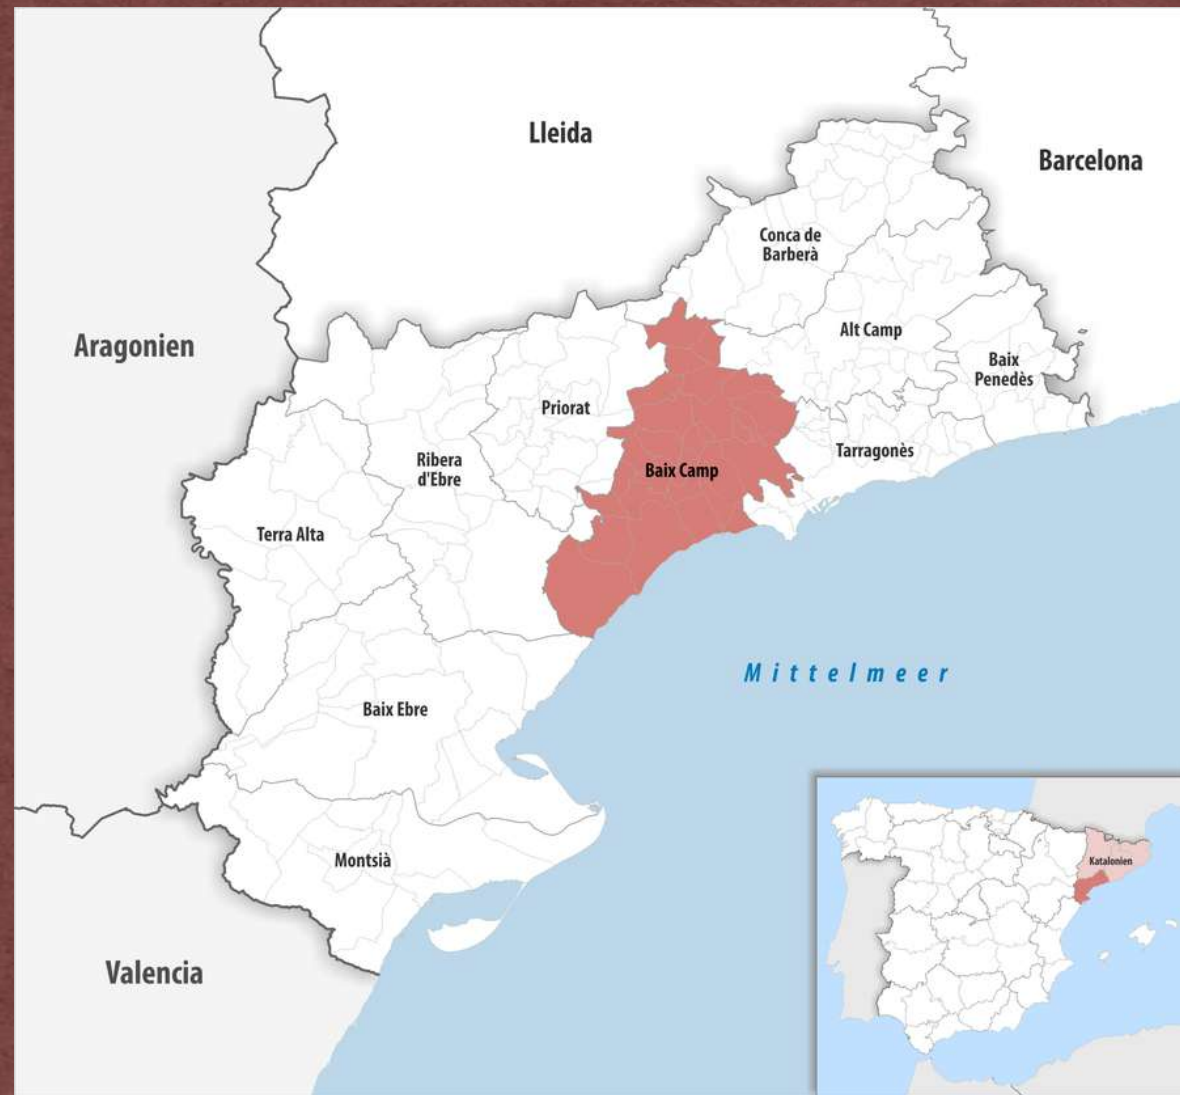 Lleida
Barcelona
Conca de
Barberà
Aragonien
Alt Camp
Baix
Penedès
Priorat
Tarragonès
Ribera
d'Ebre
Baix Camp
Terra Alta
Mittelmeer
Baix Ebre
Montsià
Katalonien
Valencia